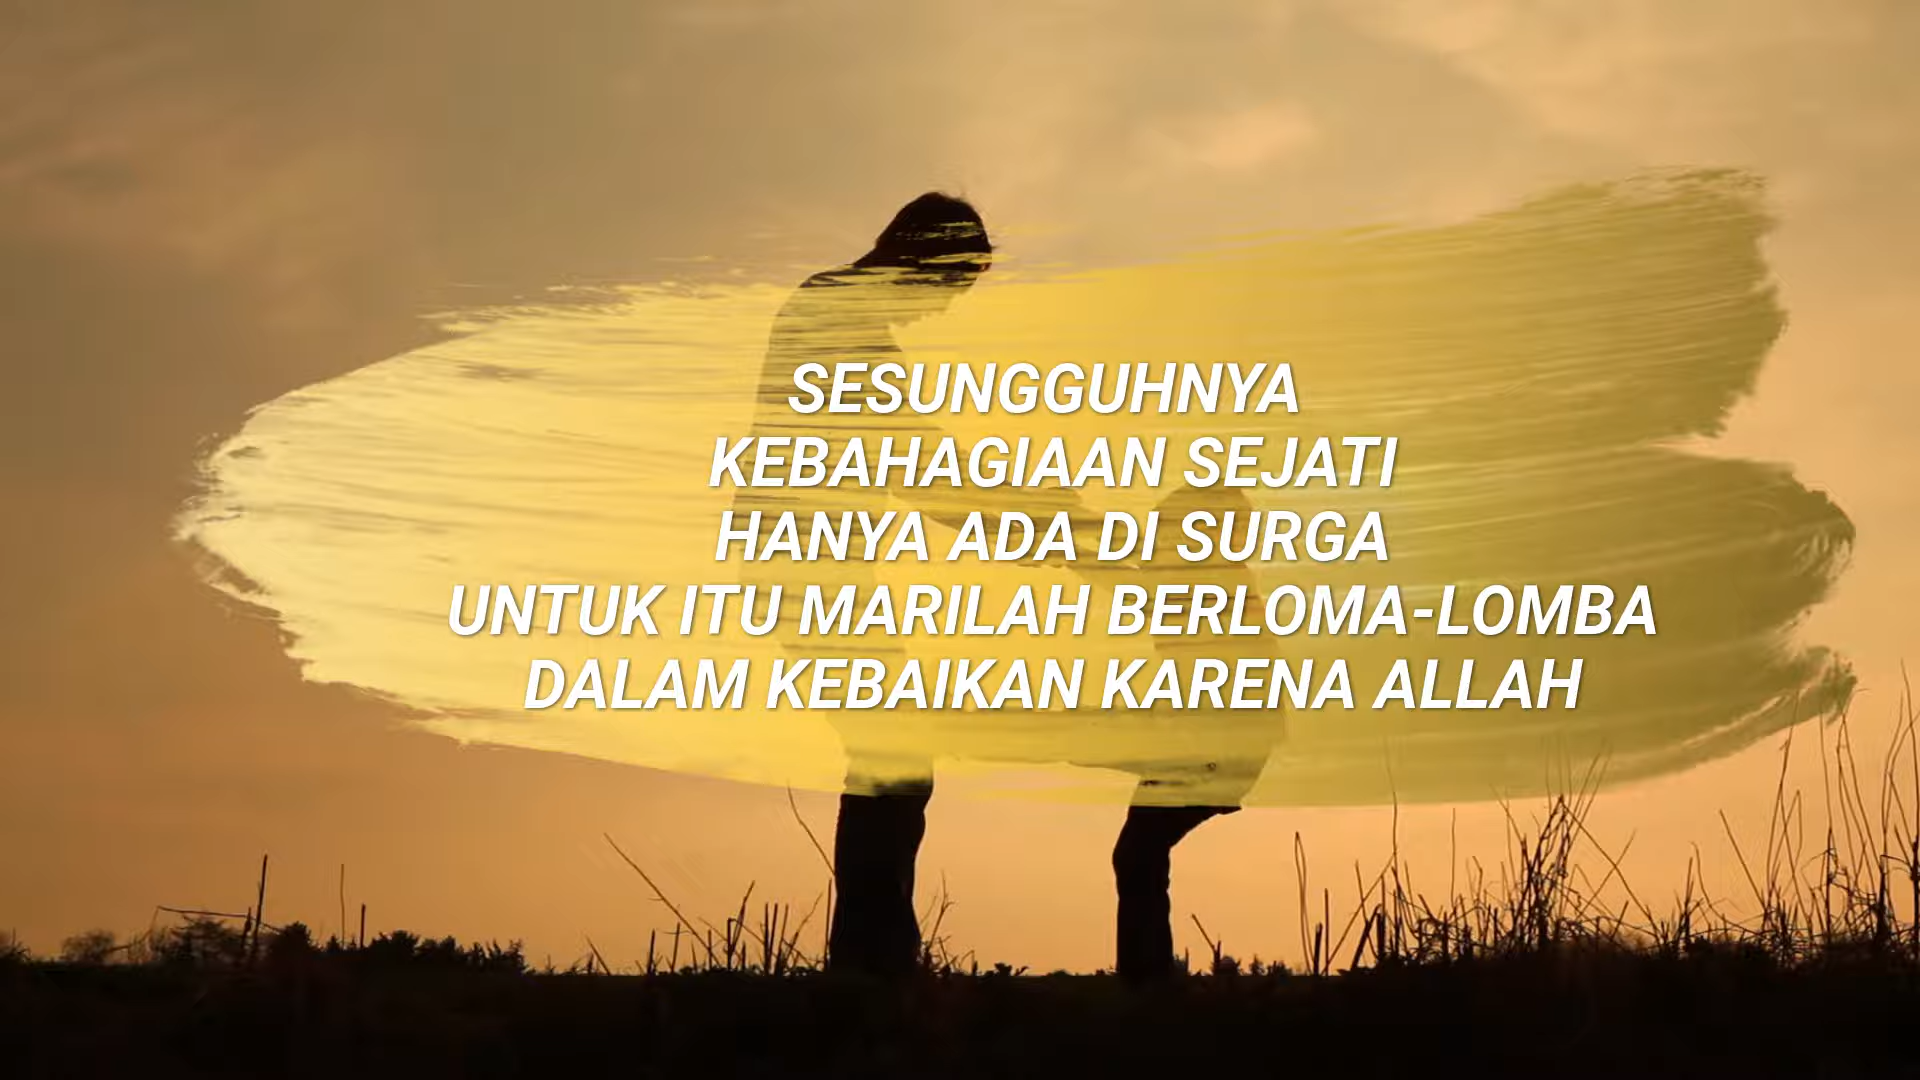 SESUNGGUHNYA
KEBAHAGIAAN SEJATI
HANYA ADA DI SURGA
UNTUK ITU MARILAH BERLOMA-LOMBA
DALAM KEBAIKAN KARENA ALLAH